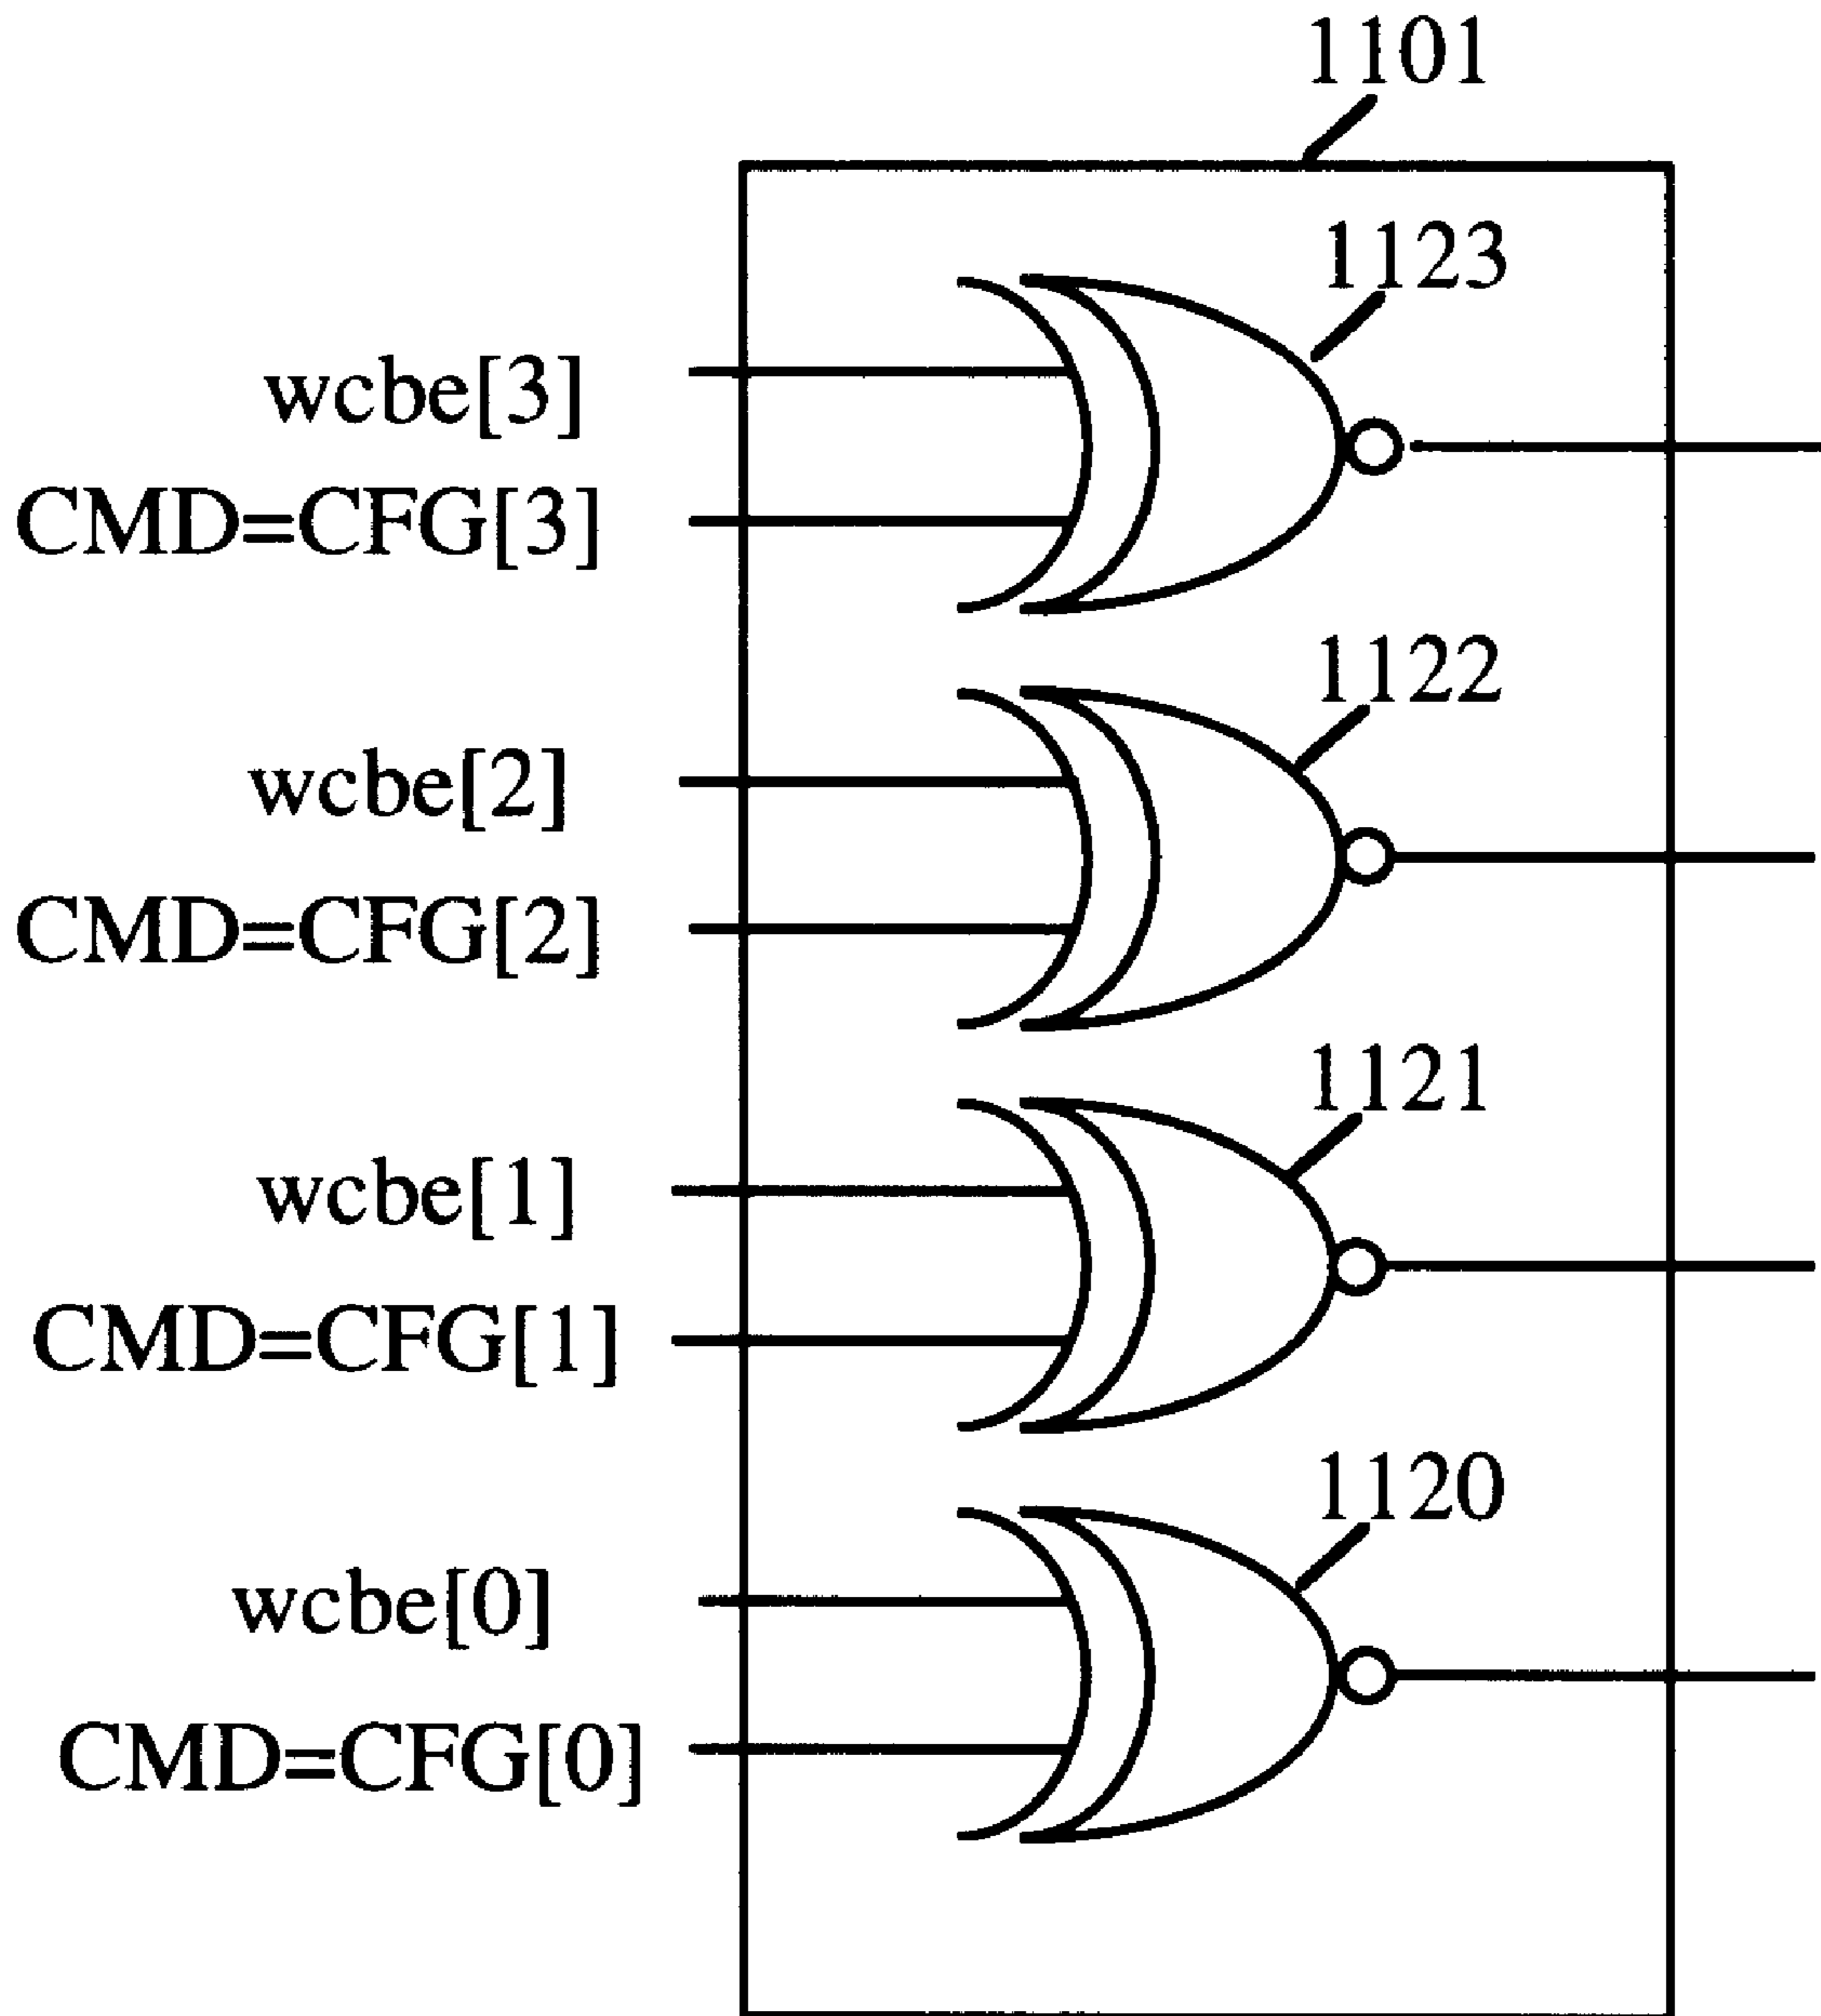 1101
1123
wcbe[3]
CMD=CFG[3]
1122
wcbe[2]
CMD=CFG[2]
1121
wcbe[1]
CMD=CFG[1]
1120
wcbe[0]
CMD=CFG[0]